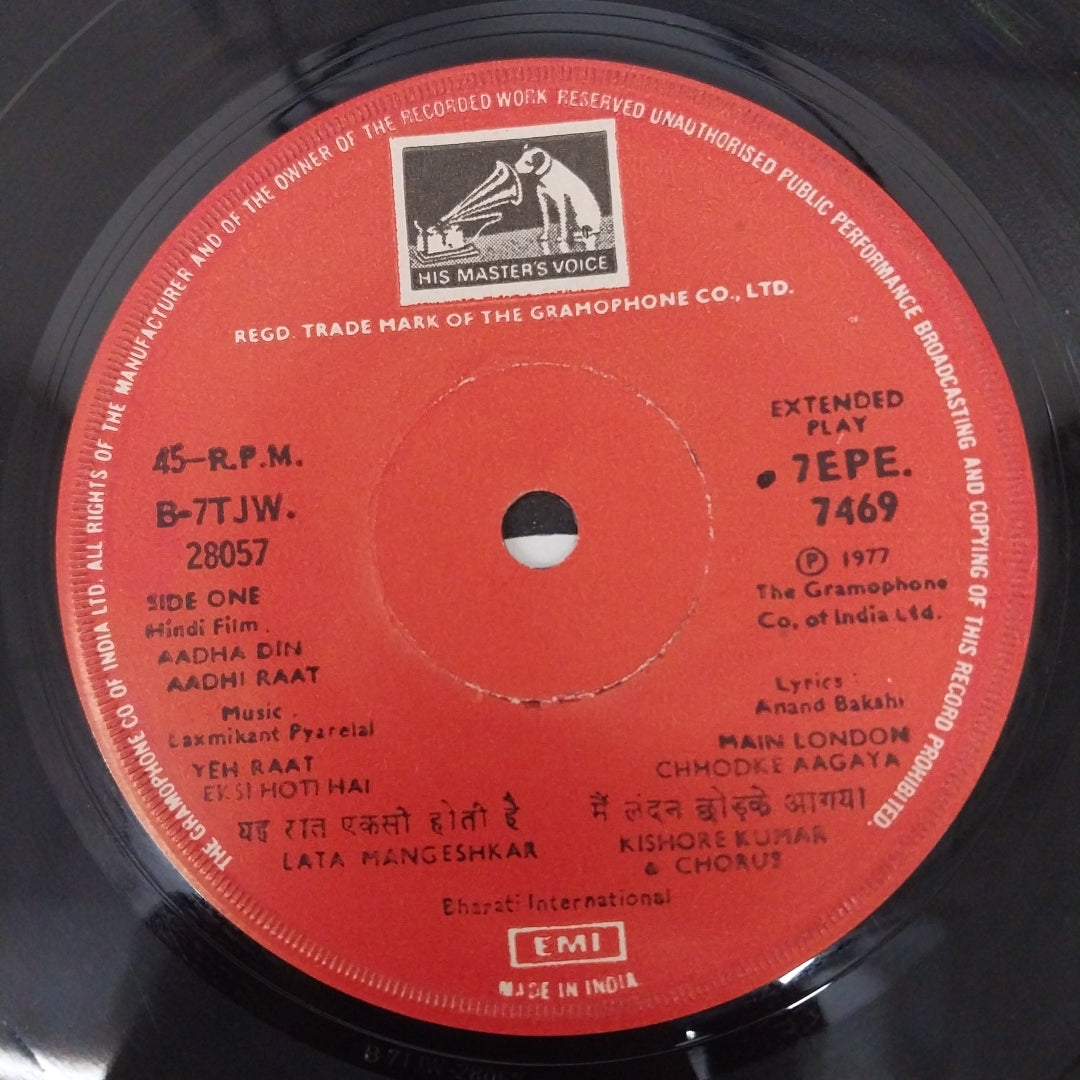 THE GRAMOPHONE CO OF INDIA LTD. ALL RIGHTS OF THE MANUFACTURER AND OF THE OWNER OF THE RECORDED WORK RESERVED UNAUTHORISED PUBLIC PERFORMANCE BROADCASTING AND COPYING OF THIS RECORD PROHIBITED.
HIS MASTER'S VOICE
REGD. TRADE MARK OF THE GRAMOPHONE CO., LTD.
45-R.P.M.
B-7TJW.
28057
SIDE ONE
Hindi Film.
AADHA DIN
AADHI RAAT
Music.
Laxmikant Pyarelal
YEH RAAT
EKSI HOTI HAI
यह रात एकसी होती है
LATA MANGESHKAR
EXTENDED
PLAY
7EPE.
7469
℗ 1977
The Gramophone
Co, of India Ltd.
Lyrics :
Anand Bakshi
MAIN LONDON
CHHODKE AAGAYA
मैं लंदन छोड़के आगया
KISHORE KUMAR
& CHORUS
Bharati International
EMI
MADE IN INDIA